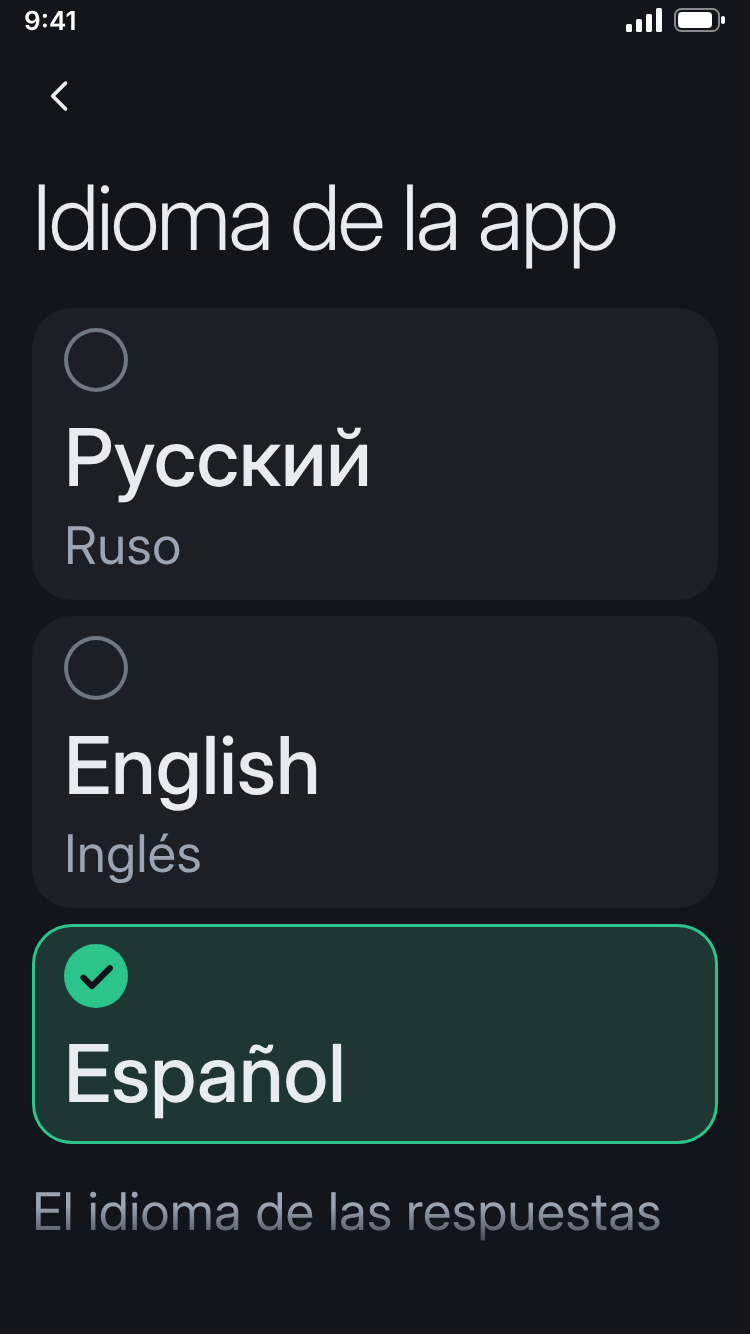 9:41
Idioma de la app
Русский
Ruso
English
Inglés
Español
El idioma de las respuestas